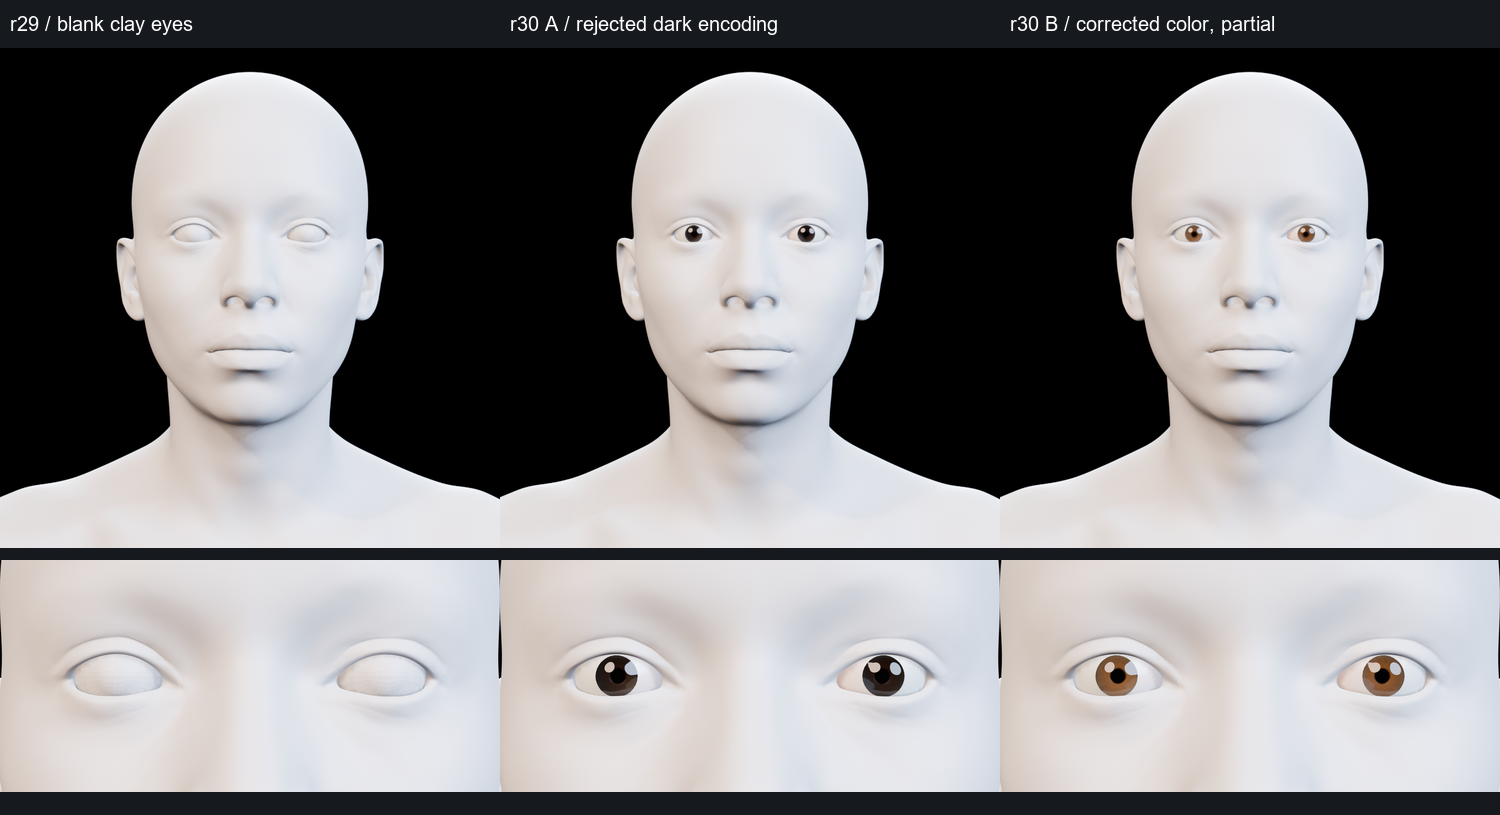 r29 / blank clay eyes
r30 A / rejected dark encoding
r30 B / corrected color, partial